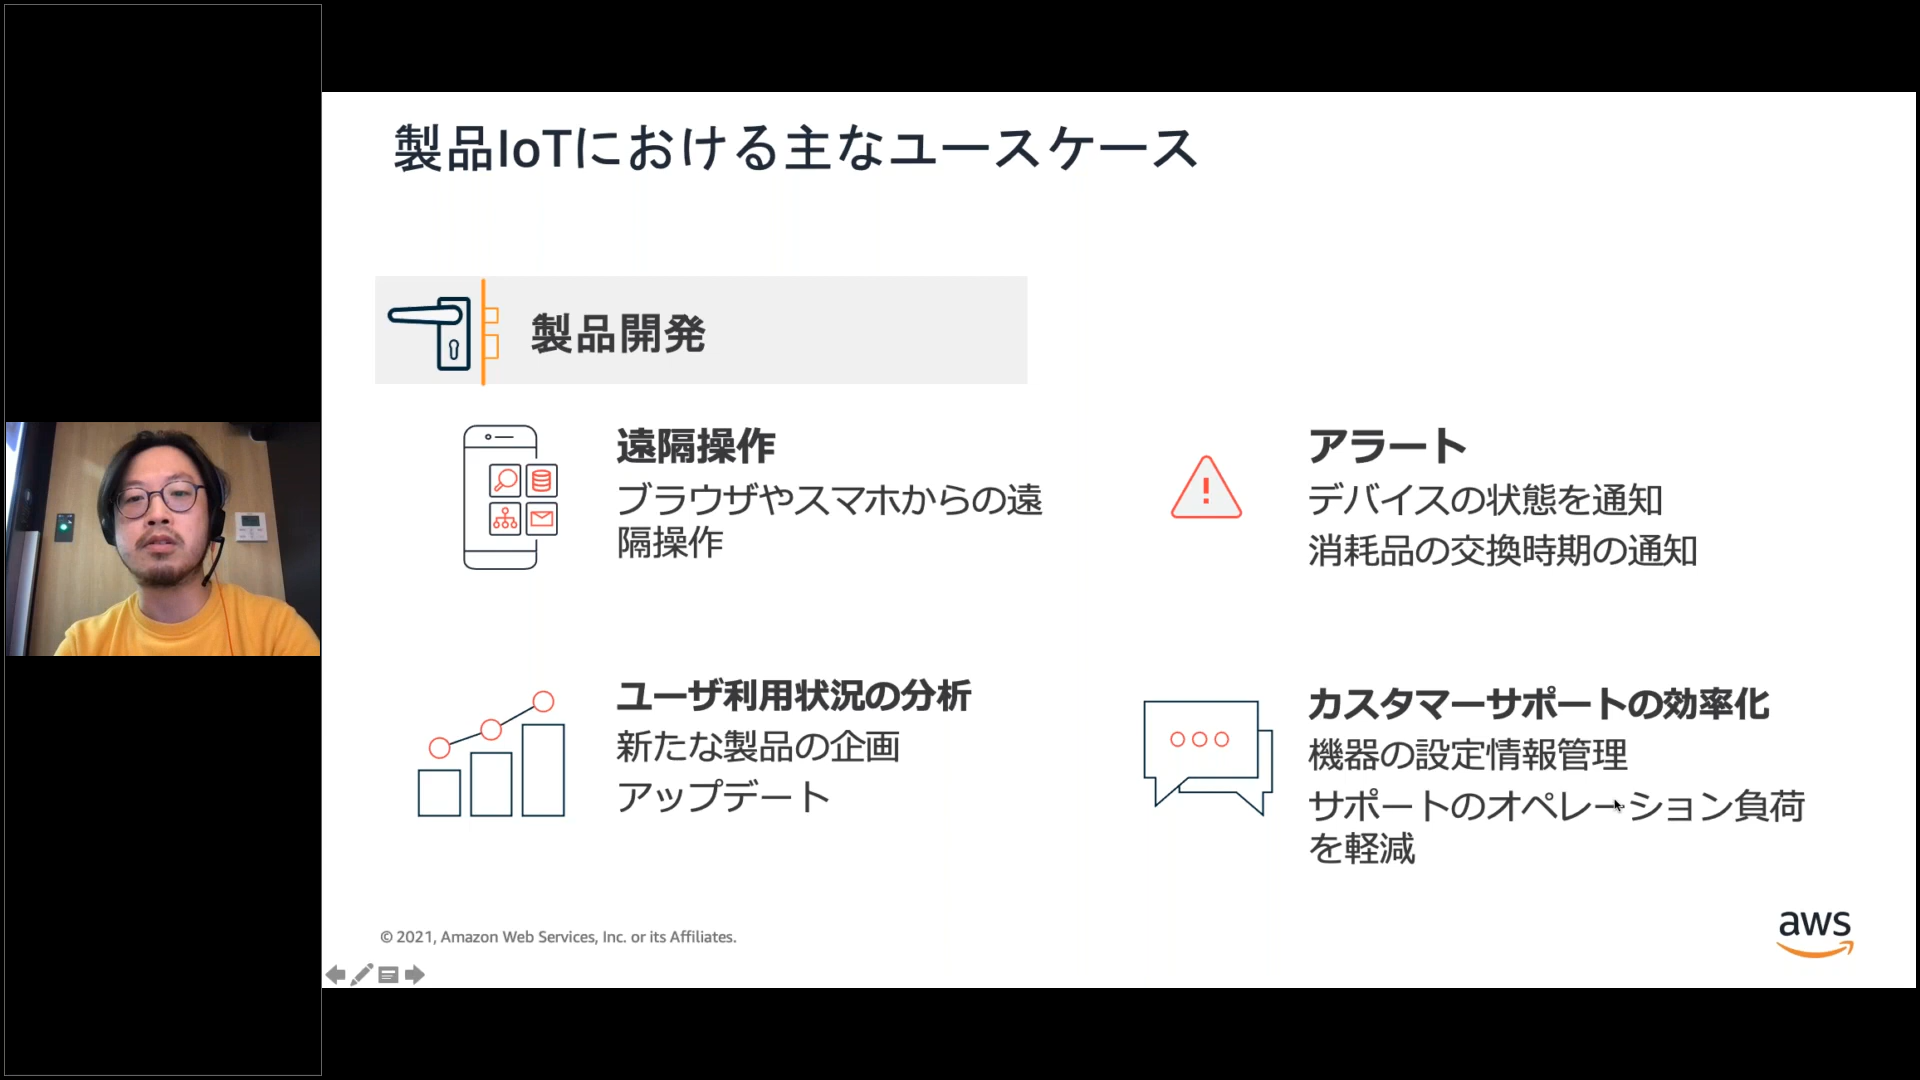 製品IoTにおける主なユースケース
製品開発
遠隔操作
ブラウザやスマホからの遠
隔操作
アラート
デバイスの状態を通知
消耗品の交換時期の通知
ユーザ利用状況の分析
新たな製品の企画
アップデート
カスタマーサポートの効率化
機器の設定情報管理
サポートのオペレーション負荷
を軽減
© 2021, Amazon Web Services, Inc. or its Affiliates.
aws